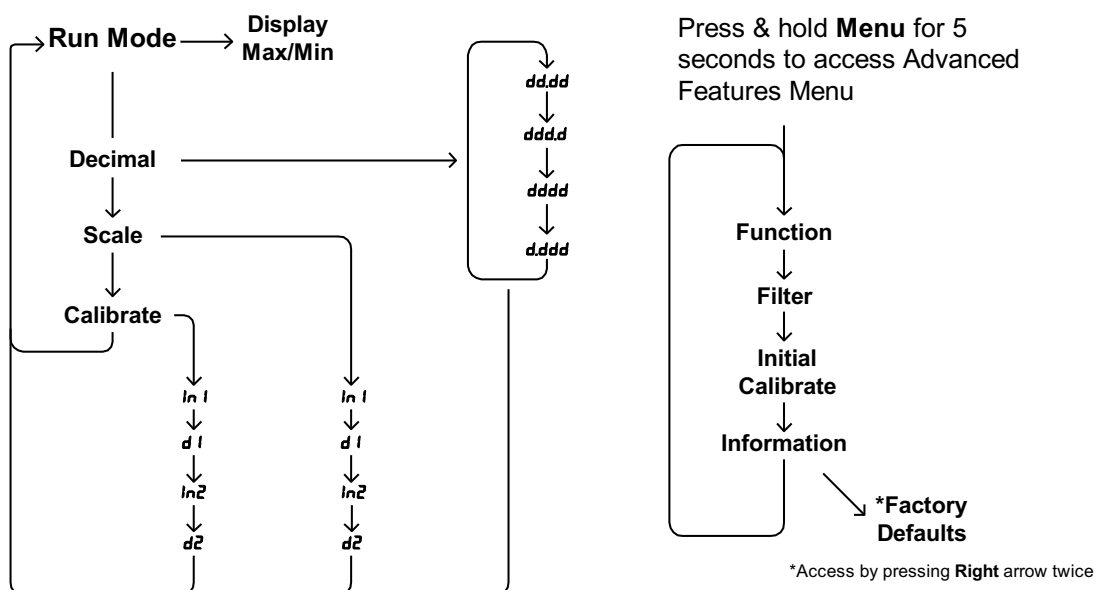 Run Mode
Display
Max/Min
Decimal
Scale
Calibrate
dd.dd
ddd.d
dddd
d.ddd
In 1
d 1
In2
d2
In 1
d 1
In2
d2
Press & hold Menu for 5
seconds to access Advanced
Features Menu
Function
Filter
Initial
Calibrate
Information
*Factory
Defaults
*Access by pressing Right arrow twice